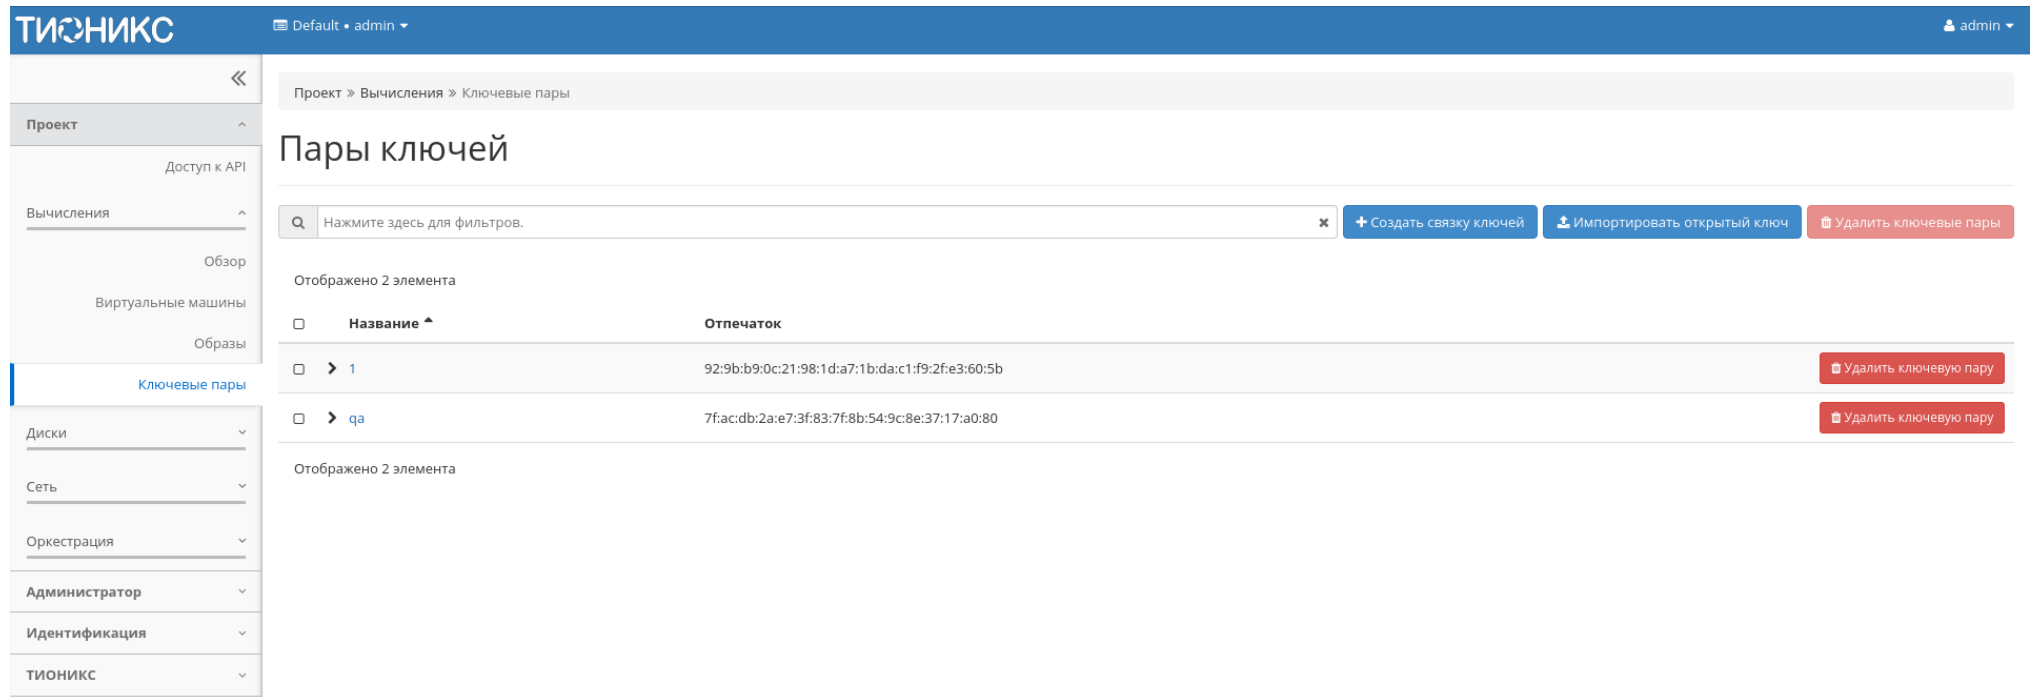 ТИОНИКС
Default • admin
admin
Проект
Доступ к API
Вычисления
Обзор
Виртуальные машины
Образы
Ключевые пары
Диски
Сеть
Оркестрация
Администратор
Идентификация
ТИОНИКС
Проект » Вычисления » Ключевые пары
Пары ключей
Нажмите здесь для фильтров.
Создать связку ключей
Импортировать открытый ключ
Удалить ключевые пары
Отображено 2 элемента
Название Отпечаток
1 92:9b:b9:0c:21:98:1d:a7:1b:da:c1:f9:2f:e3:60:5b Удалить ключевую пару
qa 7f:ac:db:2a:e7:3f:83:7f:8b:54:9c:8e:37:17:a0:80 Удалить ключевую пару
Отображено 2 элемента